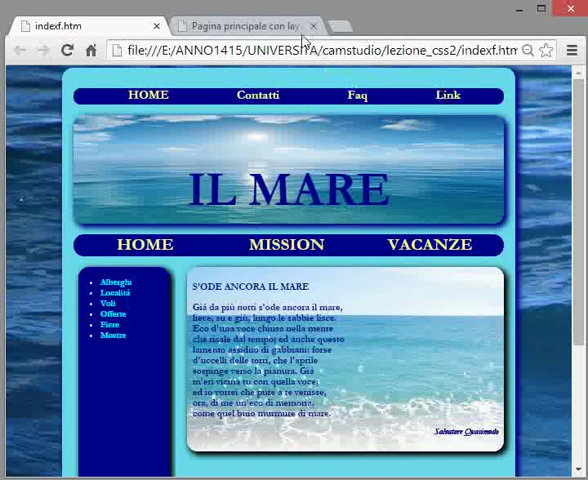 indexf.htm
Pagina principale con lay
file:///E:/ANNO1415/UNIVERSITA/camstudio/lezione_css2/indexf.htm
HOME Contatti Faq Link
IL MARE
HOME MISSION VACANZE
Alberghi
Località
Voli
Offerte
Fiere
Mostre
S'ODE ANCORA IL MARE
Già da più notti s'ode ancora il mare,
lieve, su e giù, lungo le sabbie lisce.
Eco d'una voce chiusa nella mente
che risale dal tempo; ed anche questo
lamento assiduo di gabbiani: forse
d'uccelli delle torri, che l'aprile
sospinge verso la pianura. Già
m'eri vicina tu con quella voce;
ed io vorrei che pure a te venisse,
ora, di me un'eco di memoria,
come quel buio murmure di mare.
Salvatore Quasimodo